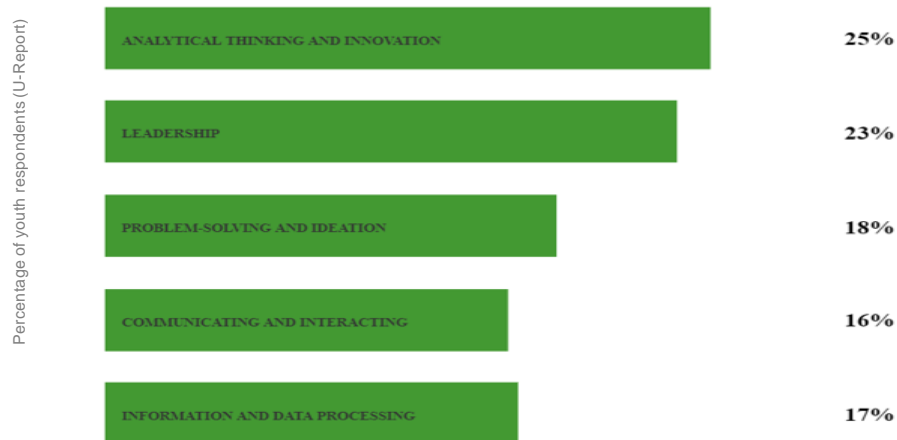 Percentage of youth respondents (U-Report)
ANALYTICAL THINKING AND INNOVATION 25%
LEADERSHIP 23%
PROBLEM-SOLVING AND IDEATION 18%
COMMUNICATING AND INTERACTING 16%
INFORMATION AND DATA PROCESSING 17%